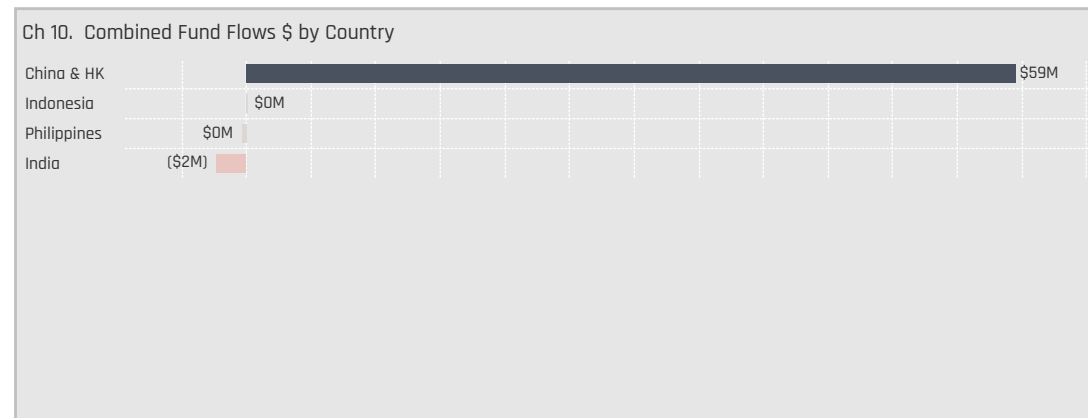 Ch 10. Combined Fund Flows $ by Country
China & HK $59M
Indonesia $0M
Philippines $0M
India ($2M)